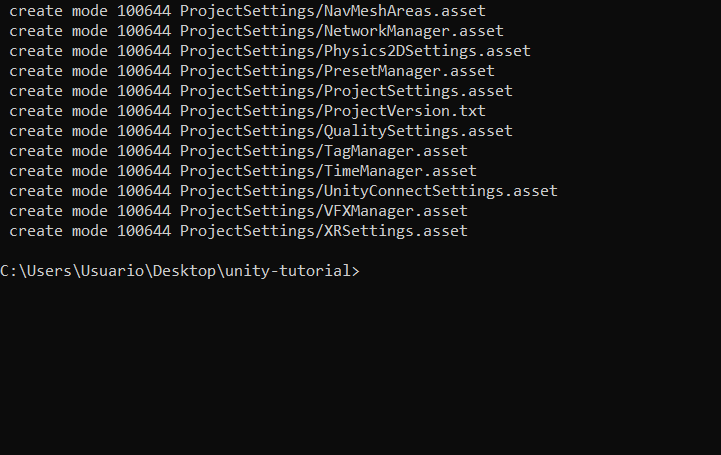 create mode 100644 ProjectSettings/NavMeshAreas.asset
create mode 100644 ProjectSettings/NetworkManager.asset
create mode 100644 ProjectSettings/Physics2DSettings.asset
create mode 100644 ProjectSettings/PresetManager.asset
create mode 100644 ProjectSettings/ProjectSettings.asset
create mode 100644 ProjectSettings/ProjectVersion.txt
create mode 100644 ProjectSettings/QualitySettings.asset
create mode 100644 ProjectSettings/TagManager.asset
create mode 100644 ProjectSettings/TimeManager.asset
create mode 100644 ProjectSettings/UnityConnectSettings.asset
create mode 100644 ProjectSettings/VFXManager.asset
create mode 100644 ProjectSettings/XRSettings.asset
C:\Users\Usuario\Desktop\unity-tutorial>